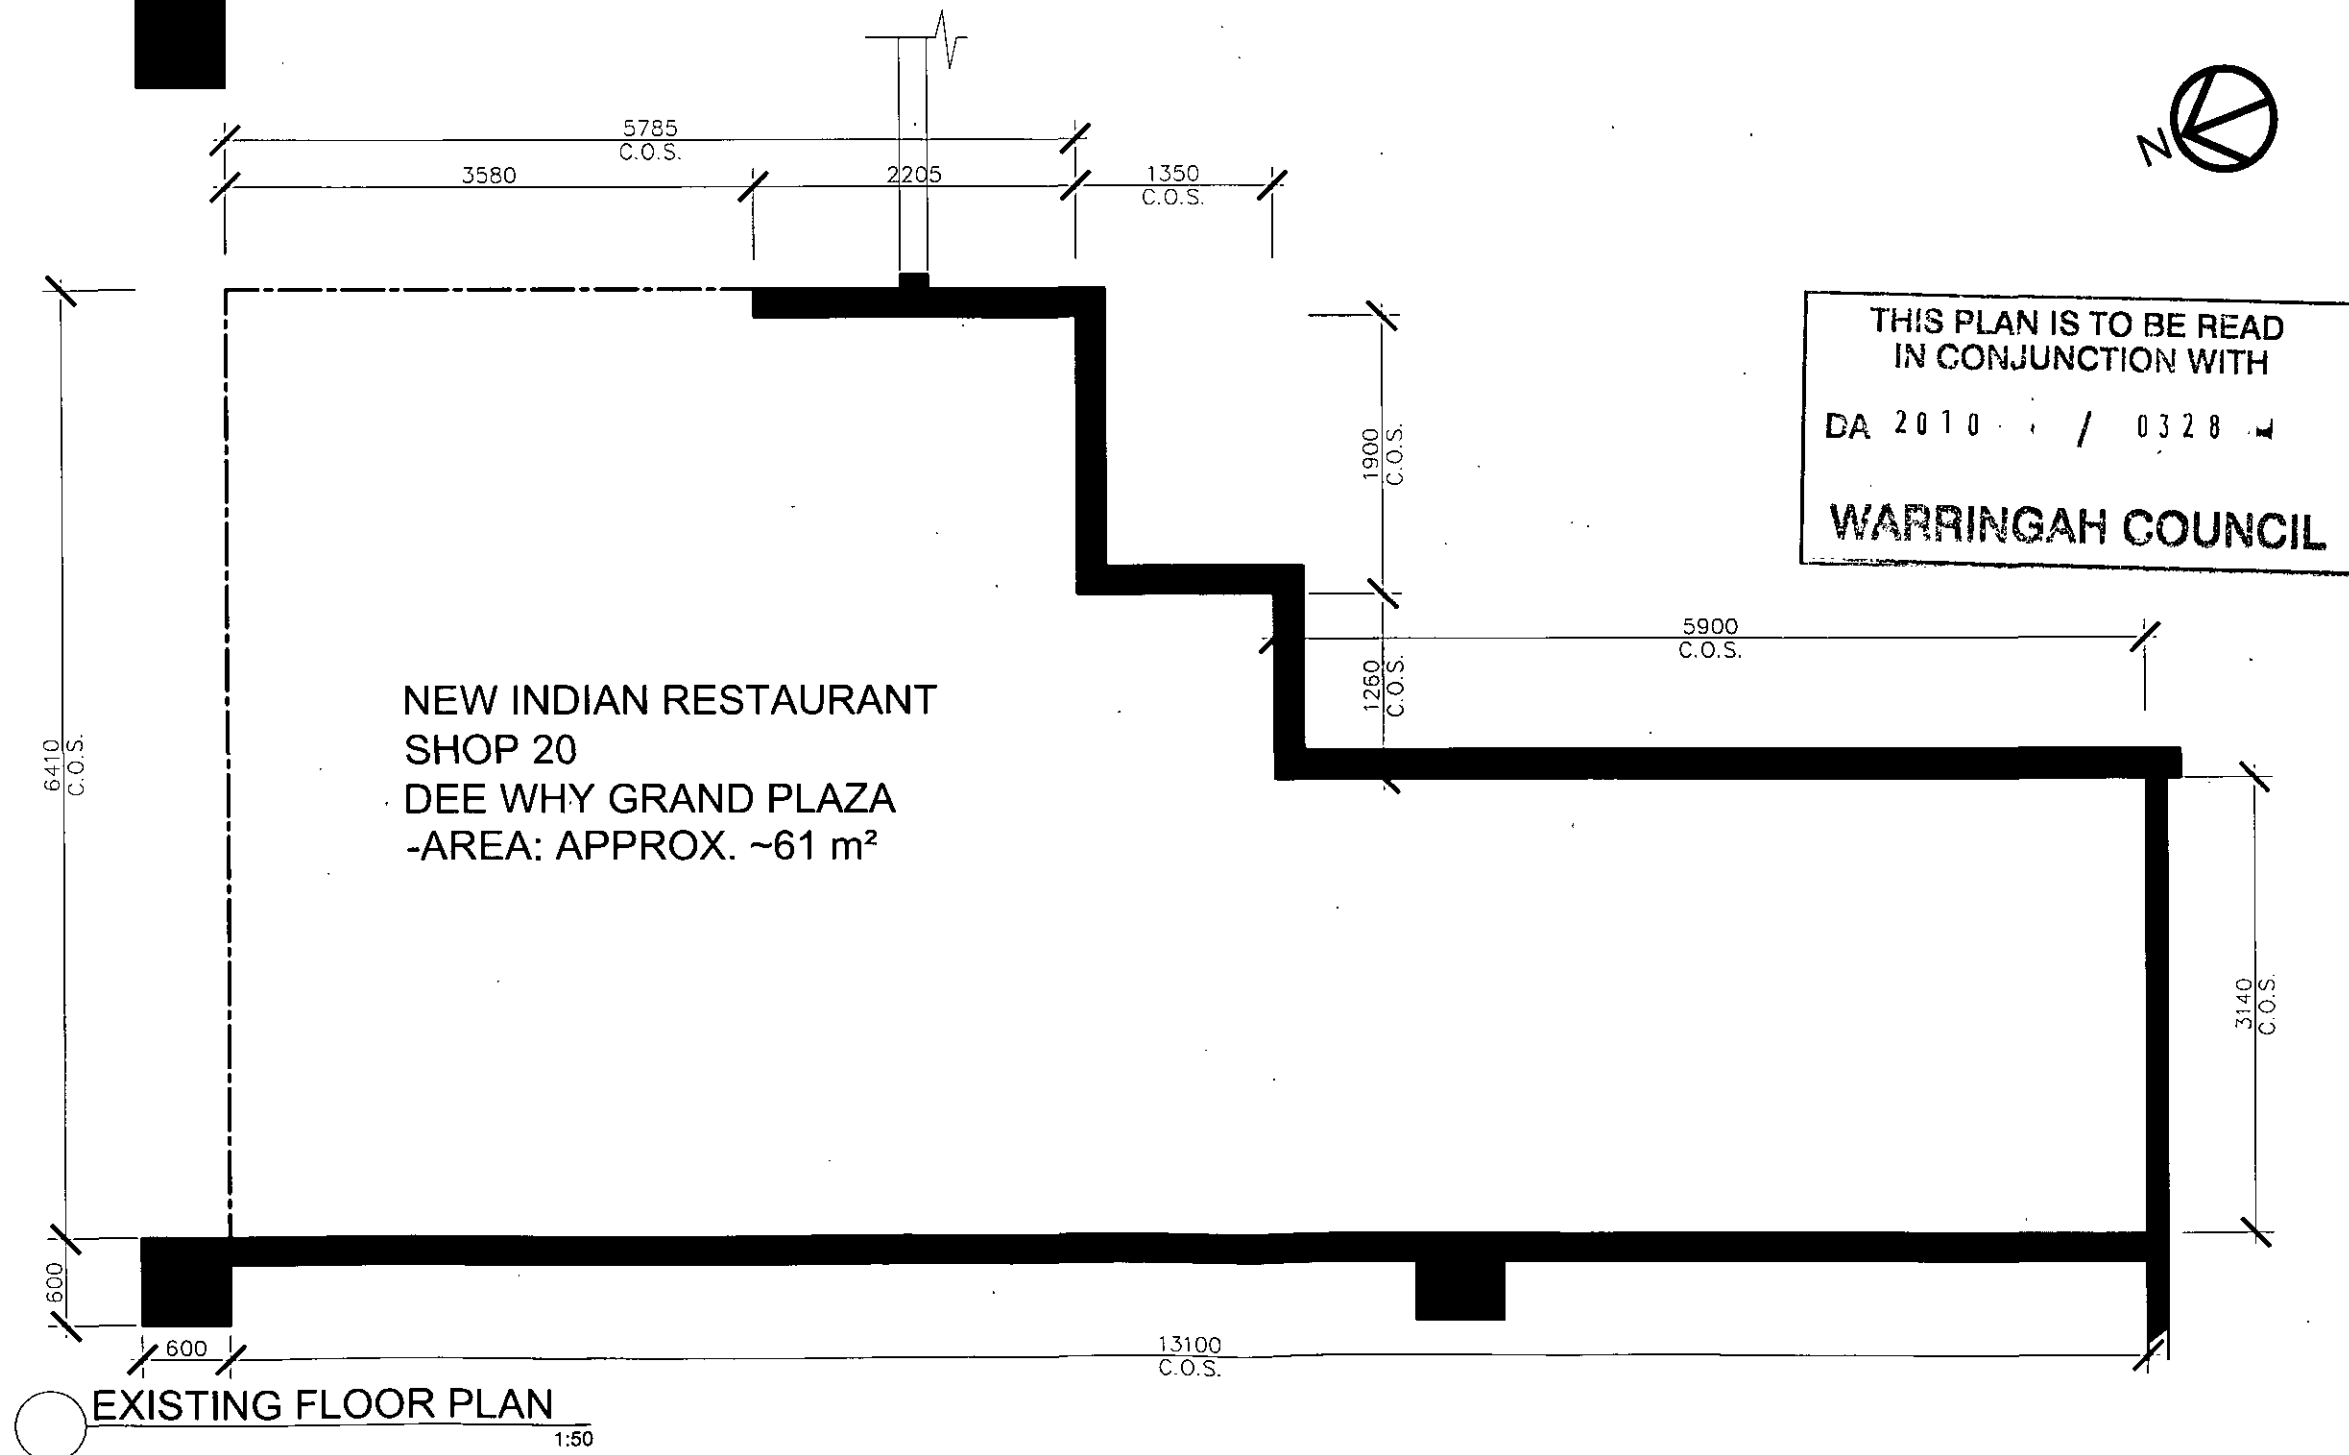 5785
C.O.S.
3580
2205
1350
C.O.S.
N
THIS PLAN IS TO BE READ
IN CONJUNCTION WITH
DA 2010 / 0328
WARRINGAH COUNCIL
1900
C.O.S.
5900
C.O.S.
1260
C.O.S.
NEW INDIAN RESTAURANT
SHOP 20
DEE WHY GRAND PLAZA
-AREA: APPROX. ~61 m²
6410
C.O.S.
3140
C.O.S.
600
600
13100
C.O.S.
EXISTING FLOOR PLAN
1:50